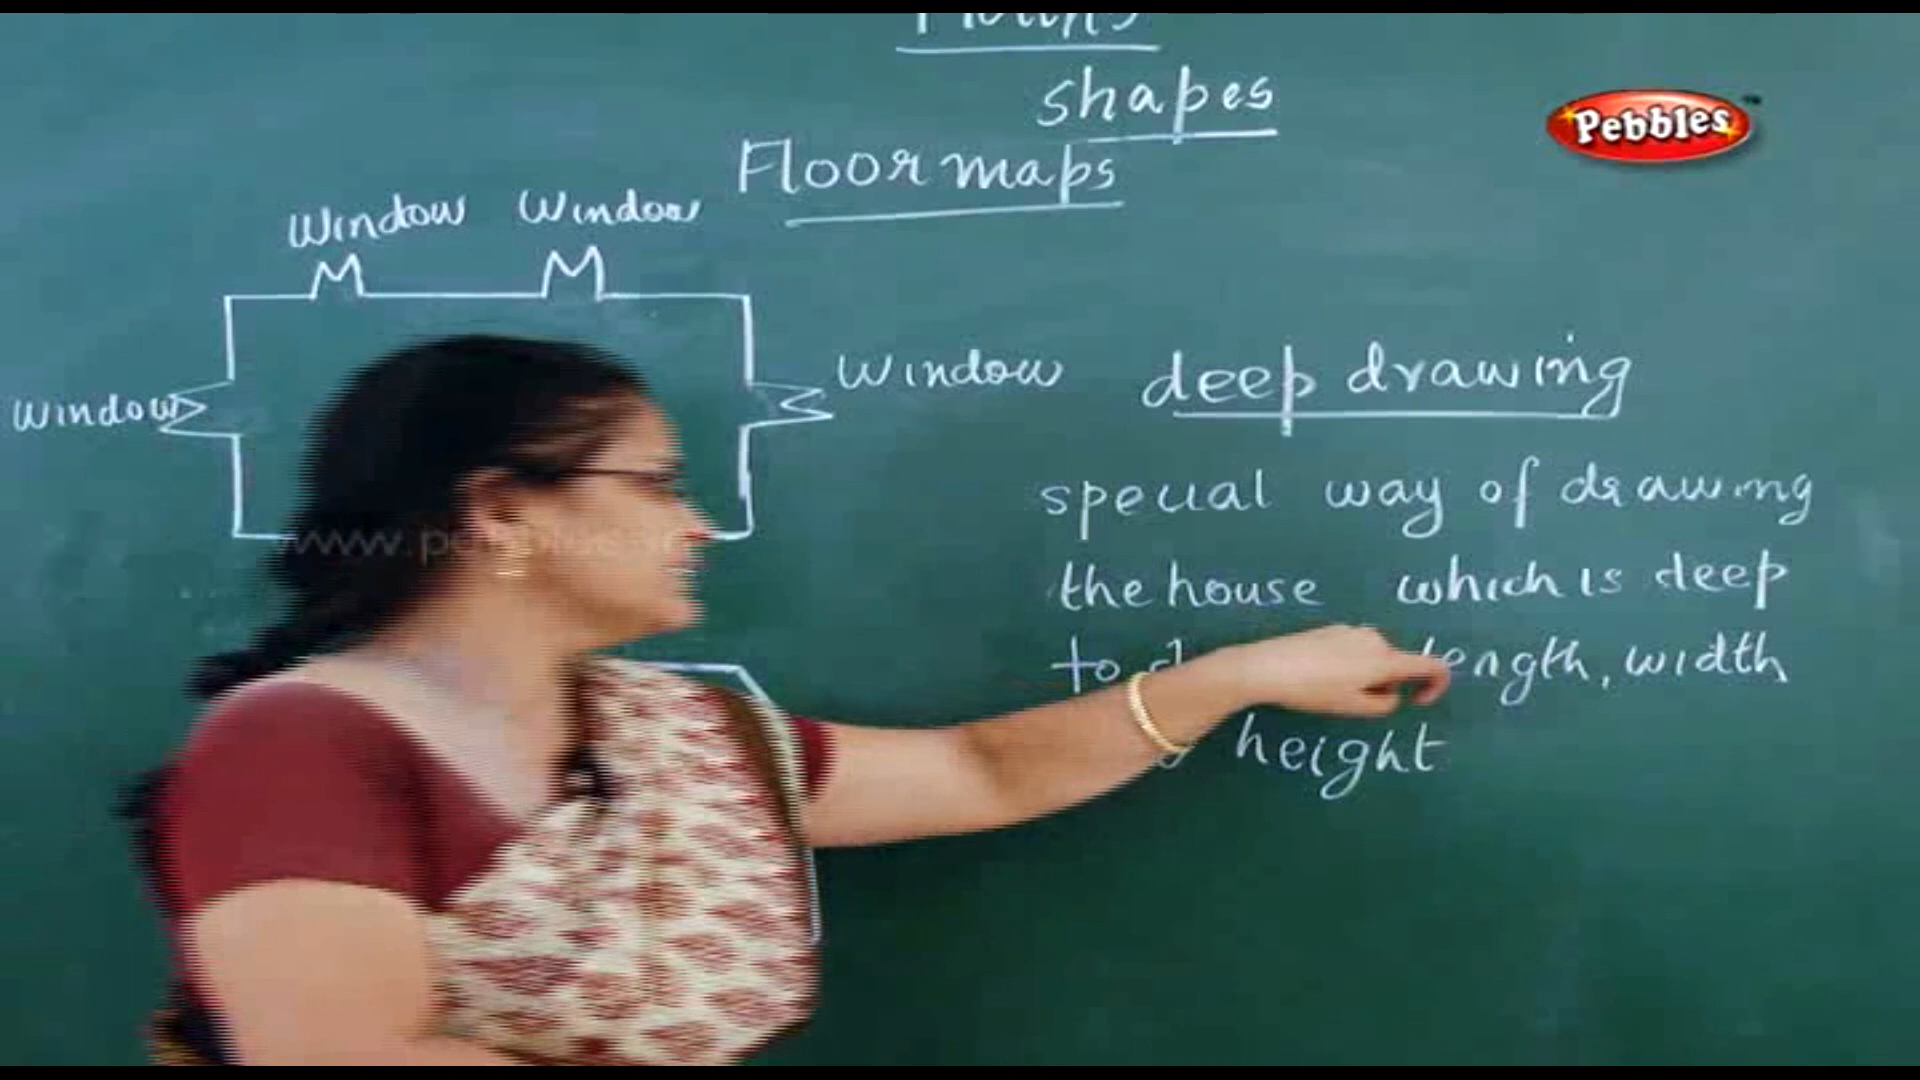 Maths
shapes
Floor maps
Window Window
Window
Window
deep drawing
special way of drawing
the house which is deep
to length, width
height
Pebbles